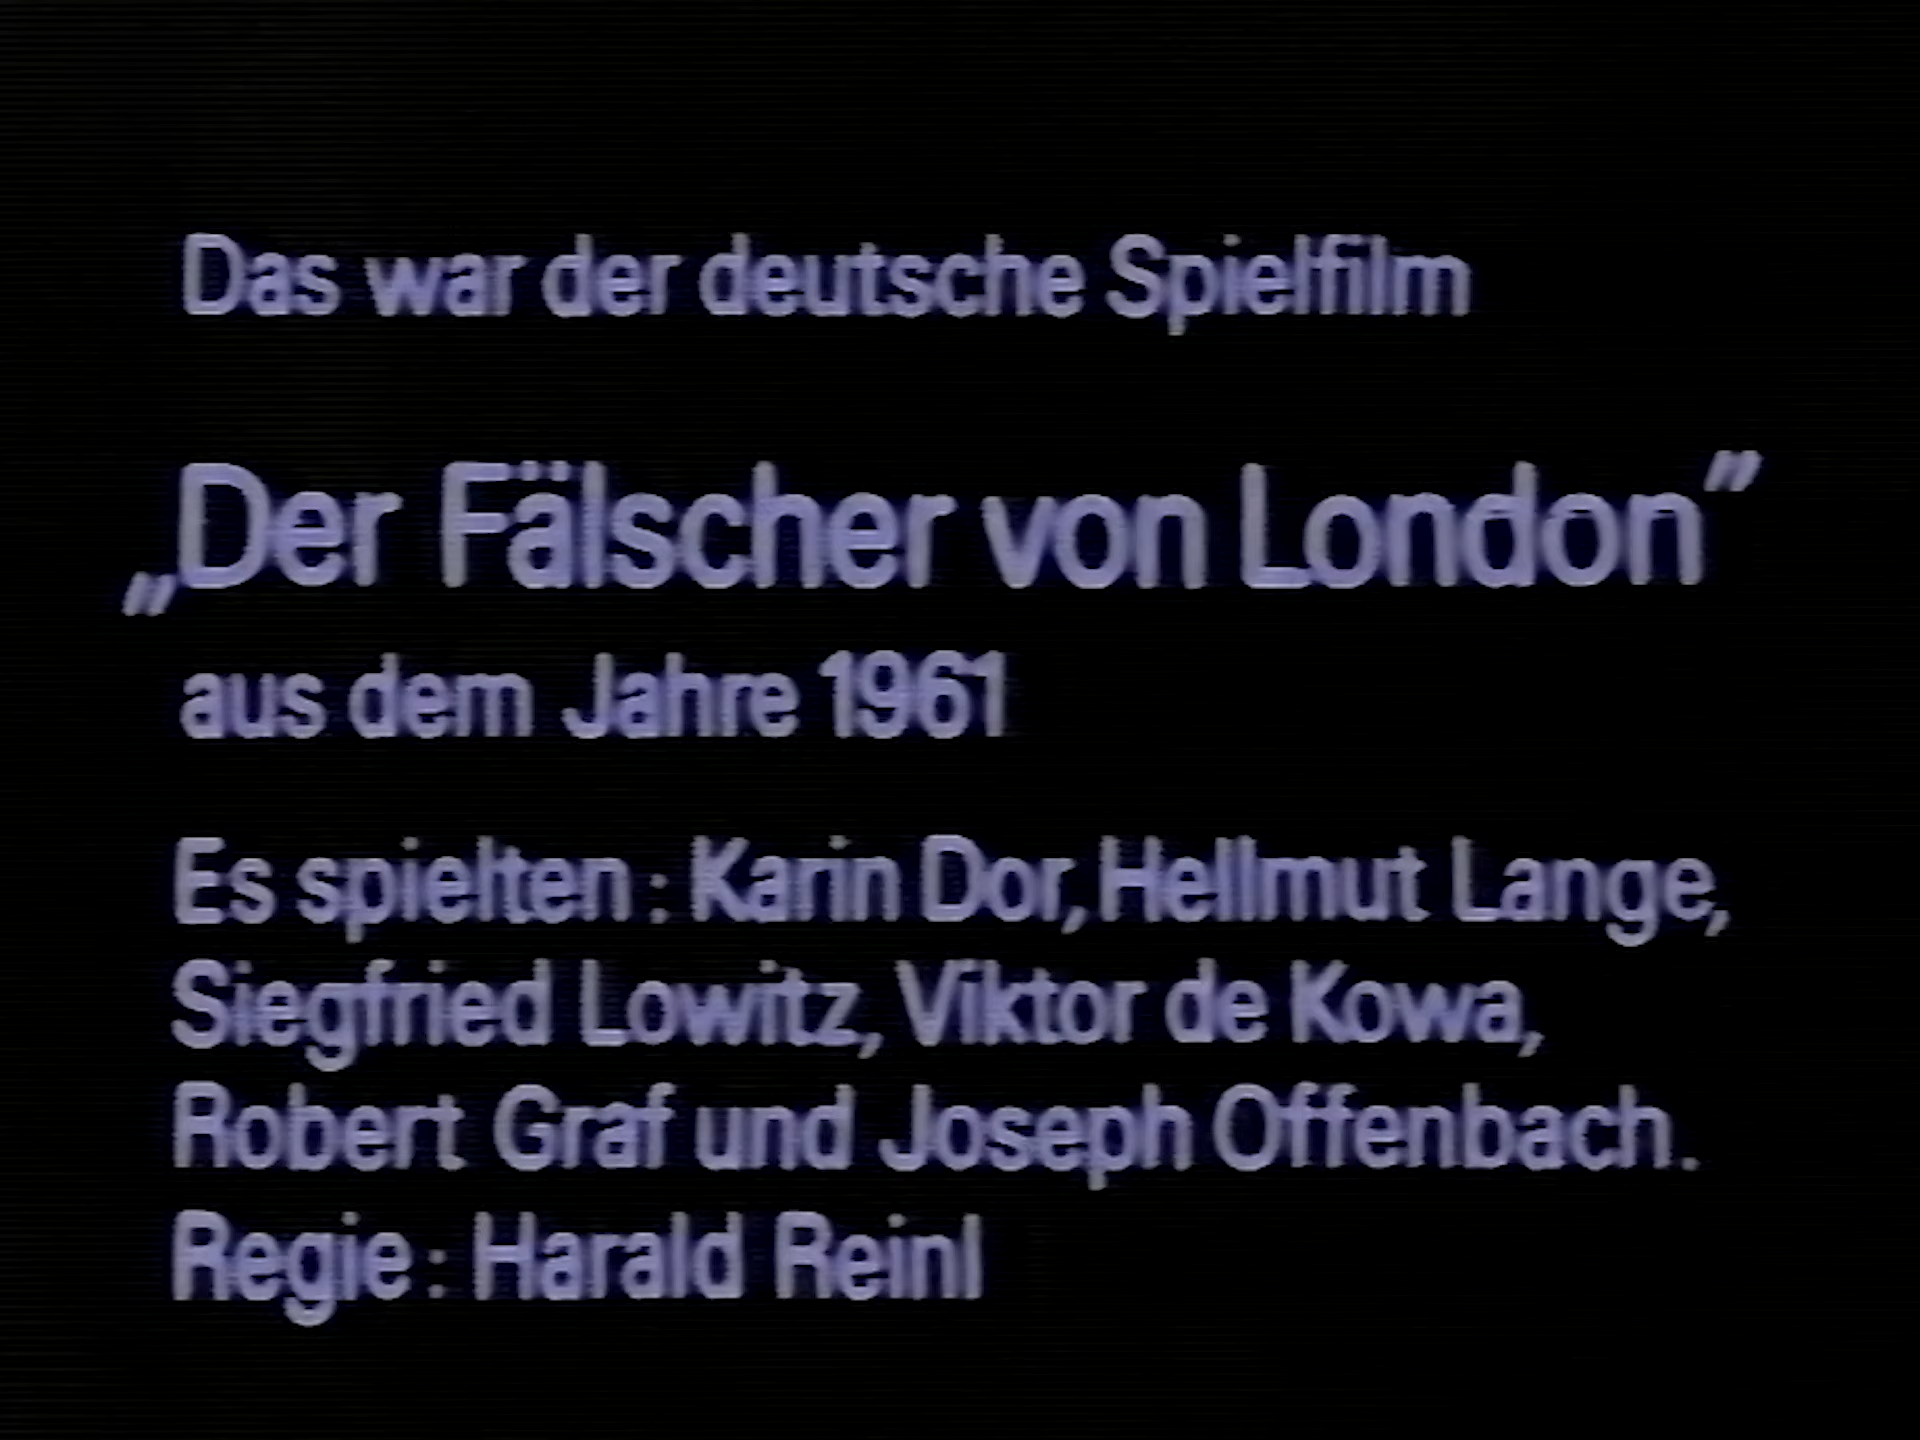 Das war der deutsche Spielfilm
„Der Fälscher von London”
aus dem Jahre 1961
Es spielten : Karin Dor, Hellmut Lange,
Siegfried Lowitz, Viktor de Kowa,
Robert Graf und Joseph Offenbach.
Regie : Harald Reinl